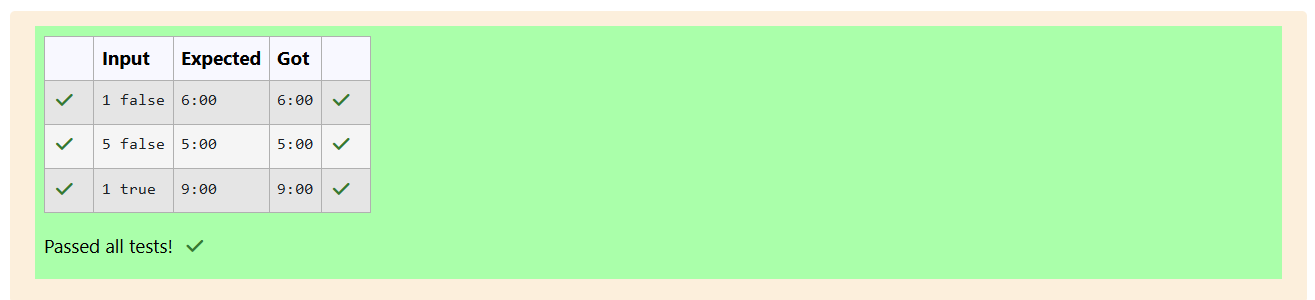 Input Expected Got
1 false 6:00 6:00
5 false 5:00 5:00
1 true 9:00 9:00
Passed all tests!